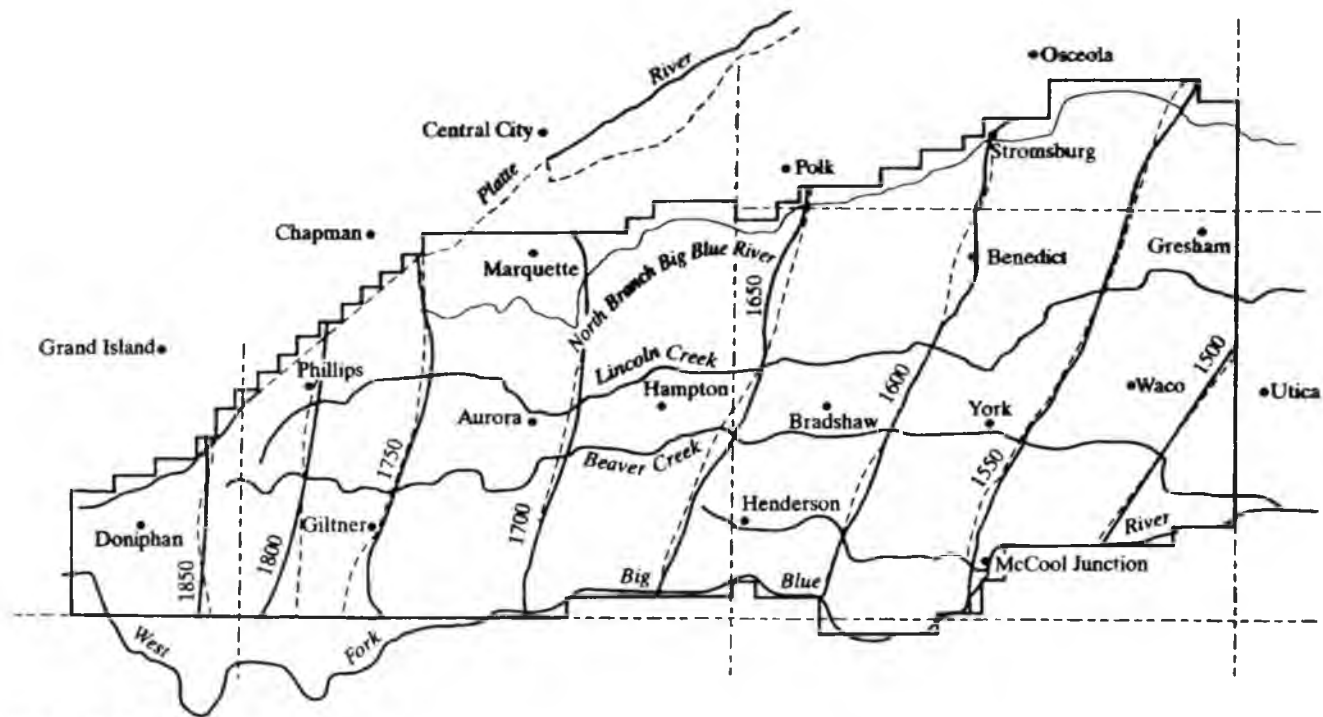 Osceola
River
Central City
Stromsburg
Polk
Platte
Chapman
Marquette
North Branch Big Blue River
1650
Benedict
Gresham
Grand Island
Phillips
Lincoln Creek
Hampton
1600
1500
Waco
Utica
Aurora
Bradshaw
York
1750
Beaver Creek
1550
Henderson
Doniphan
Giltner
1700
River
1800
1850
Big
Blue
McCool Junction
West
Fork